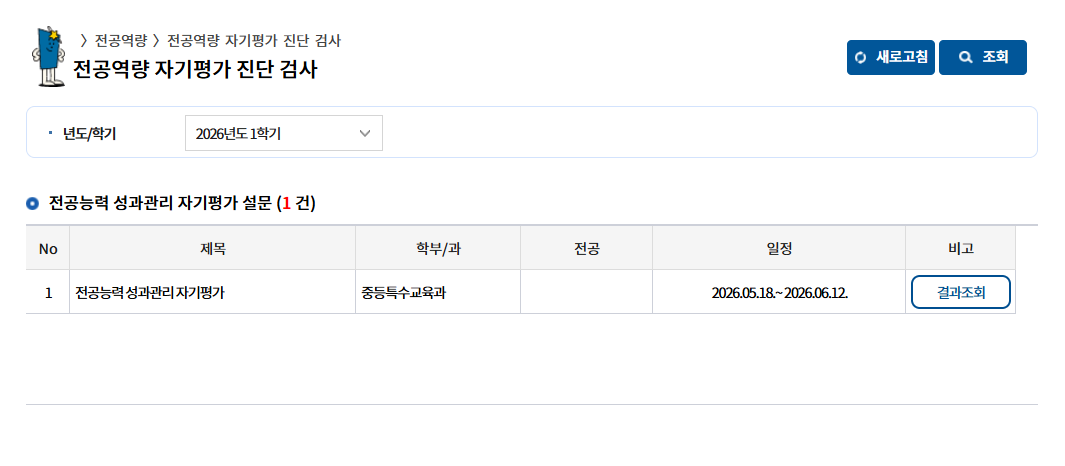 〉 전공역량 〉 전공역량 자기평가 진단 검사
전공역량 자기평가 진단 검사
새로고침
조회
년도/학기
2026년도 1학기
전공능력 성과관리 자기평가 설문 (1 건)
No 제목 학부/과 전공 일정 비고
1 전공능력 성과관리 자기평가 중등특수교육과 2026.05.18.~ 2026.06.12. 결과조회